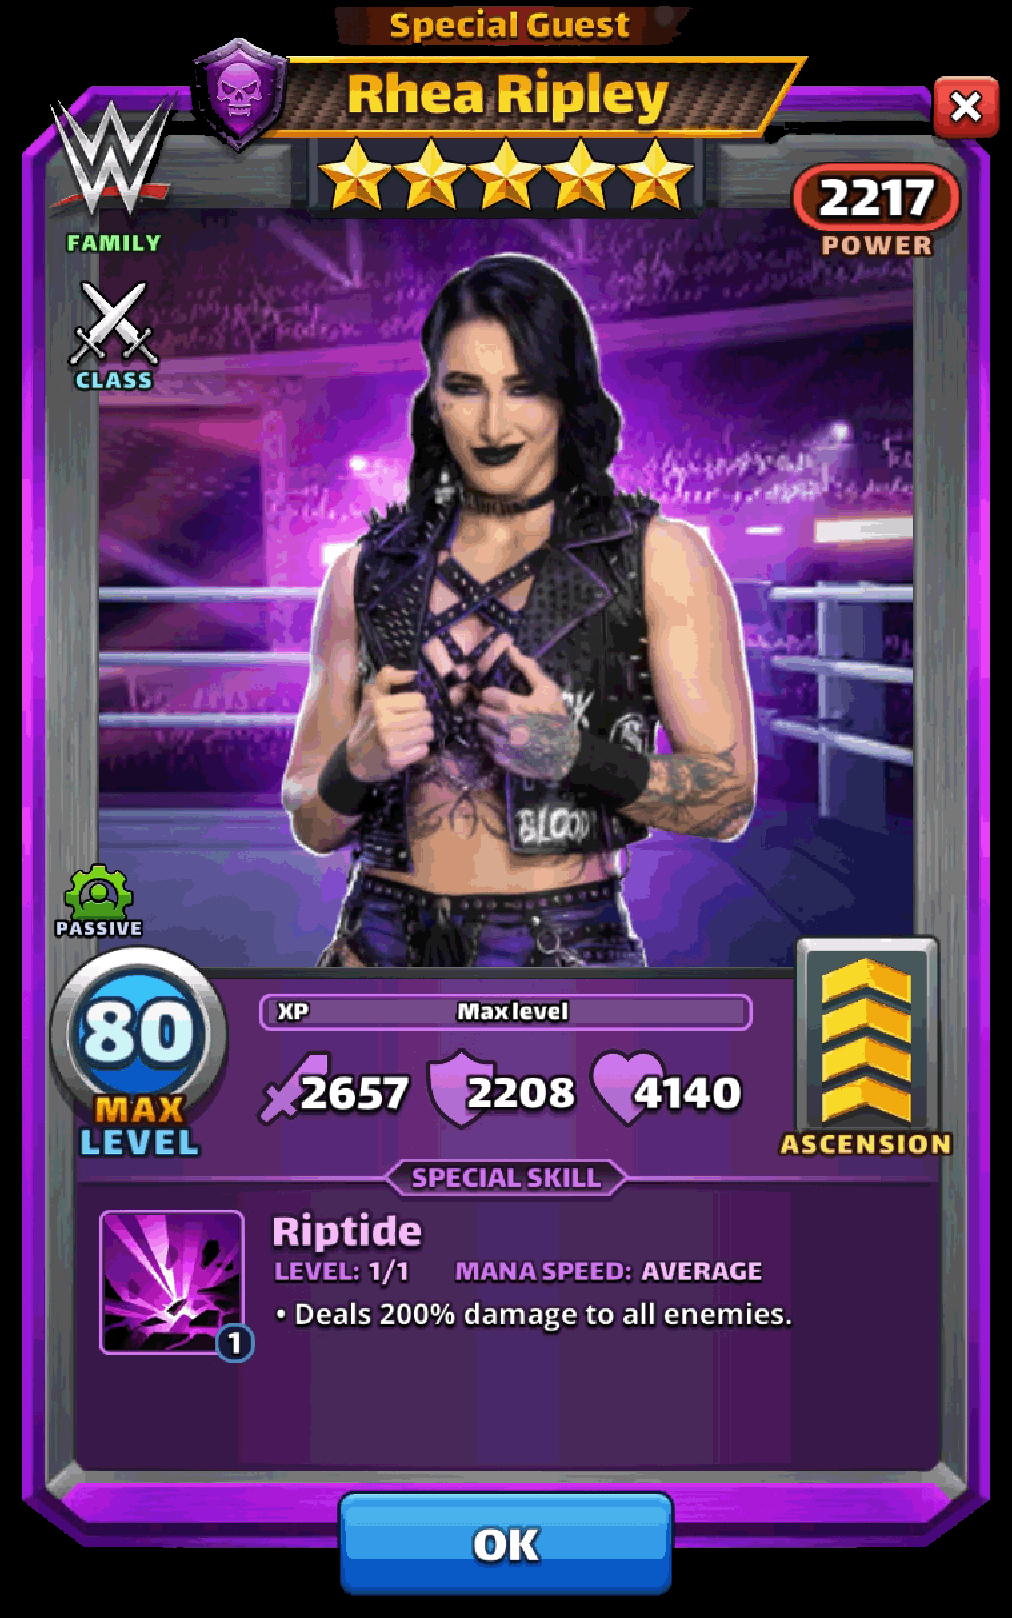 Special Guest
Rhea Ripley
W
FAMILY
2217
POWER
CLASS
BLOOD
PASSIVE
80
MAX
LEVEL
XP Max level
2657 2208 4140
ASCENSION
SPECIAL SKILL
Riptide
LEVEL: 1/1 MANA SPEED: AVERAGE
• Deals 200% damage to all enemies.
1
OK